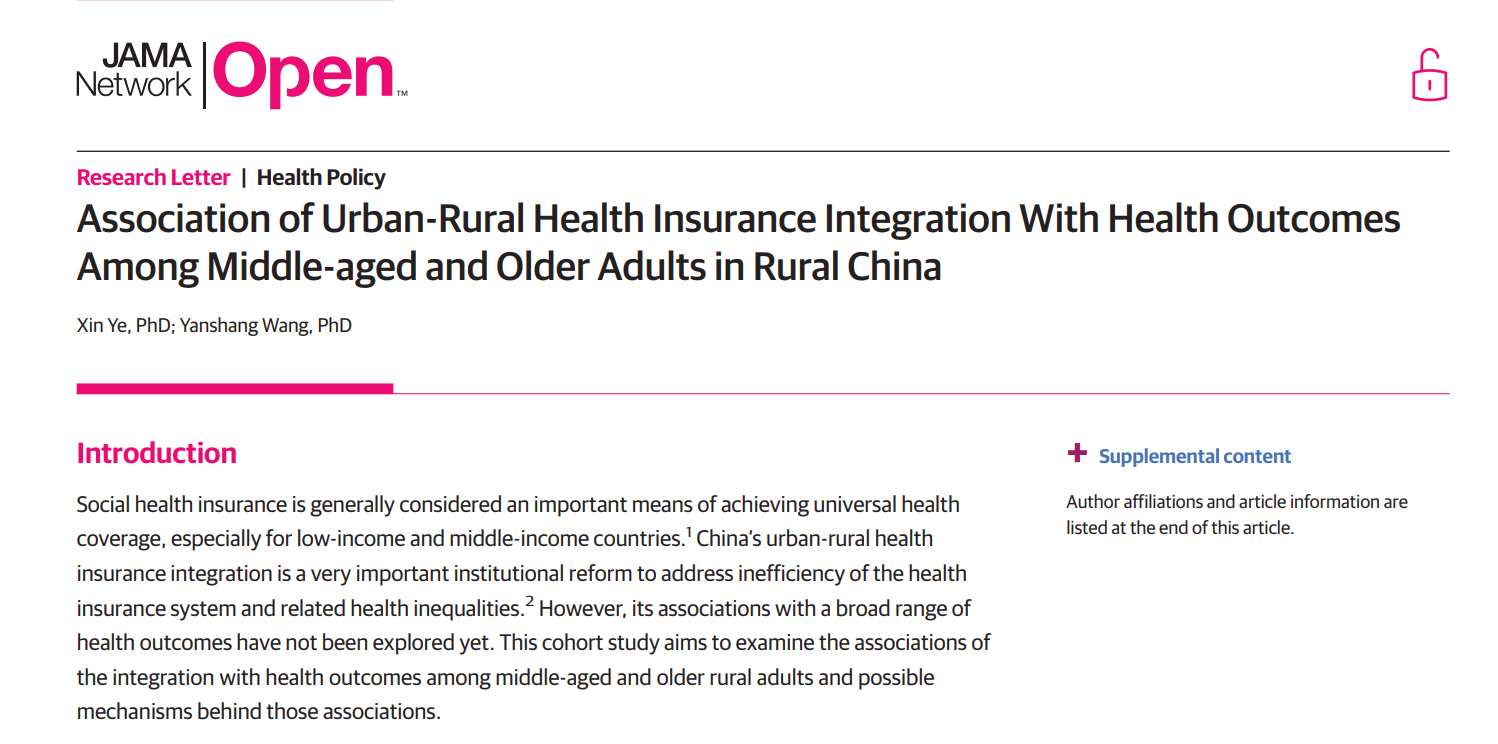 JAMA
Network
Open™
Research Letter | Health Policy
Association of Urban-Rural Health Insurance Integration With Health Outcomes
Among Middle-aged and Older Adults in Rural China
Xin Ye, PhD; Yanshang Wang, PhD
Introduction
Social health insurance is generally considered an important means of achieving universal health
coverage, especially for low-income and middle-income countries.¹ China's urban-rural health
insurance integration is a very important institutional reform to address inefficiency of the health
insurance system and related health inequalities.² However, its associations with a broad range of
health outcomes have not been explored yet. This cohort study aims to examine the associations of
the integration with health outcomes among middle-aged and older rural adults and possible
mechanisms behind those associations.
+ Supplemental content
Author affiliations and article information are
listed at the end of this article.